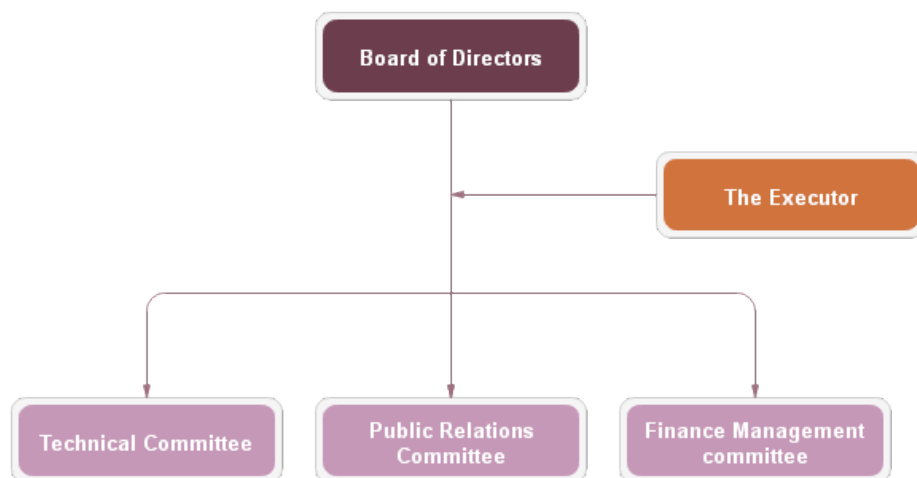 Board of Directors
The Executor
Technical Committee
Public Relations
Committee
Finance Management
committee